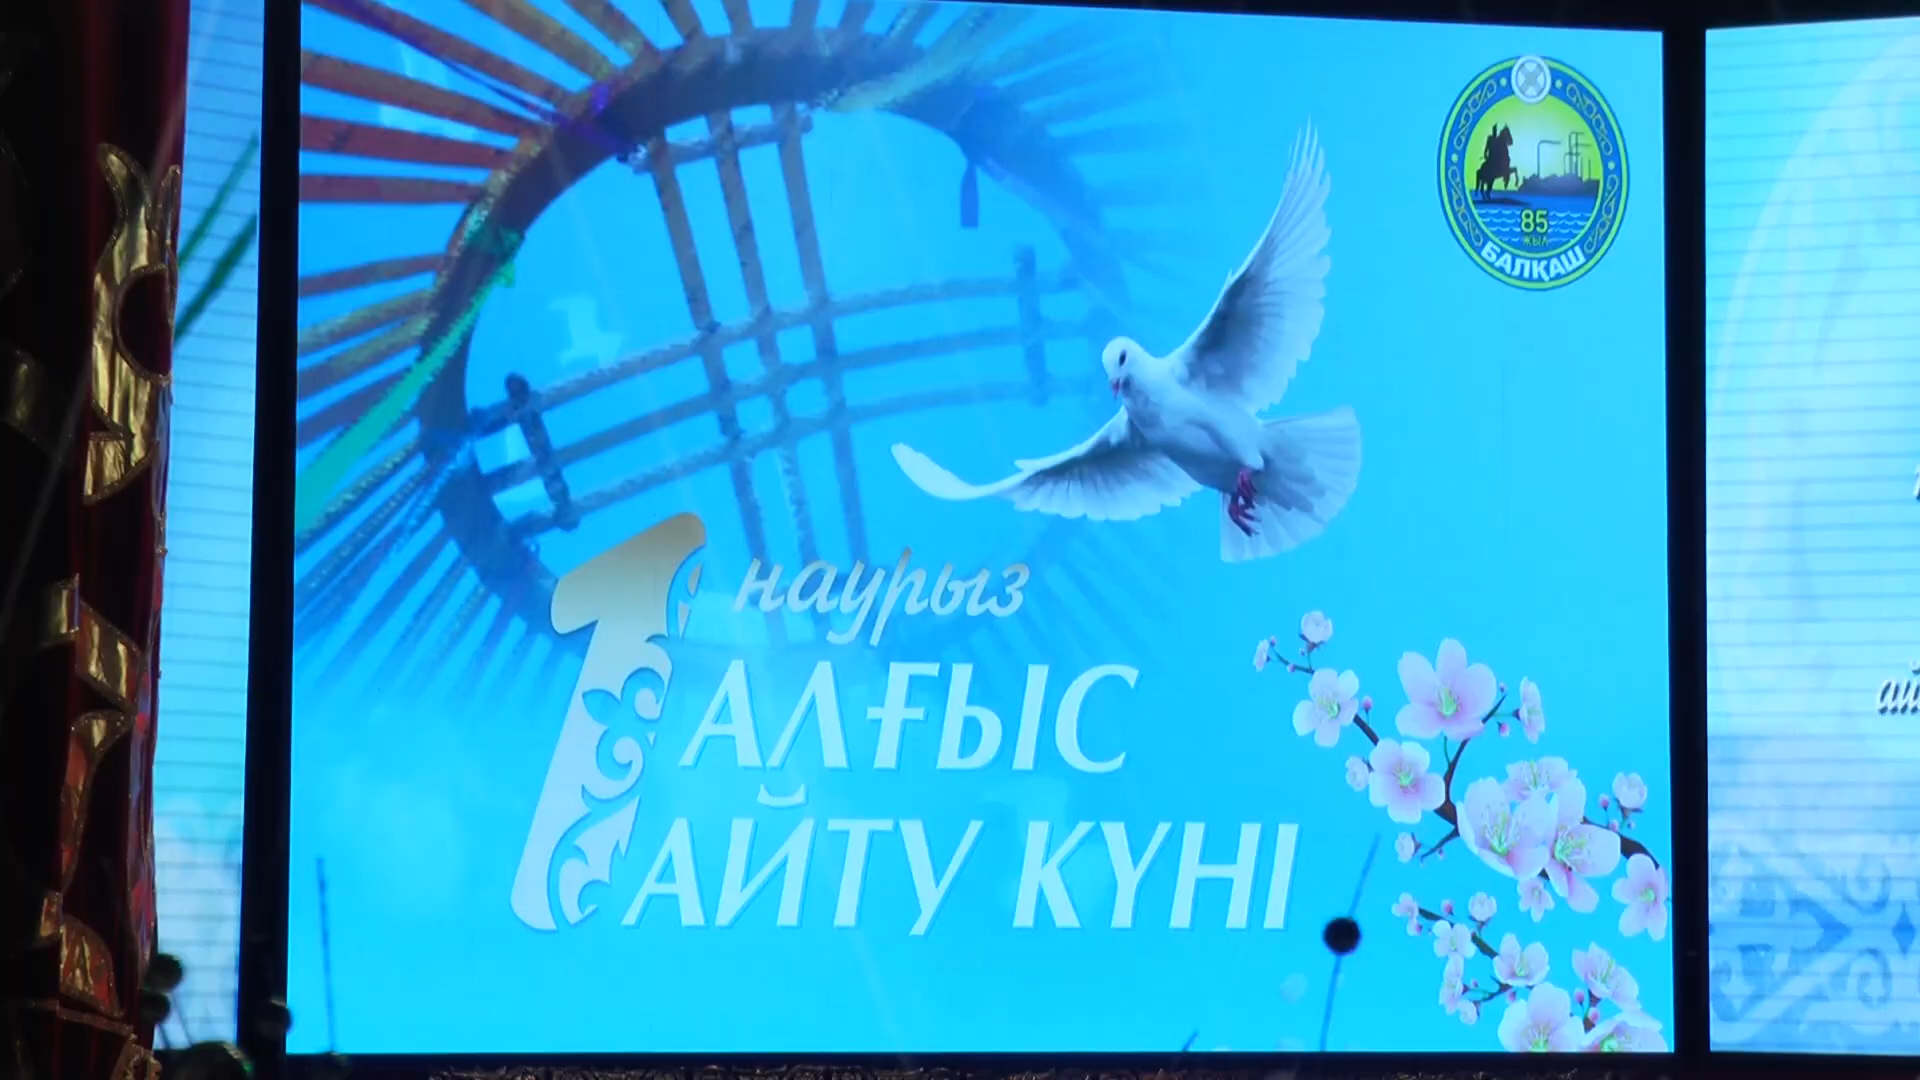 85
ЖЫЛ
БАЛҚАШ
1 наурыз
АЛҒЫС
АЙТУ КҮНІ